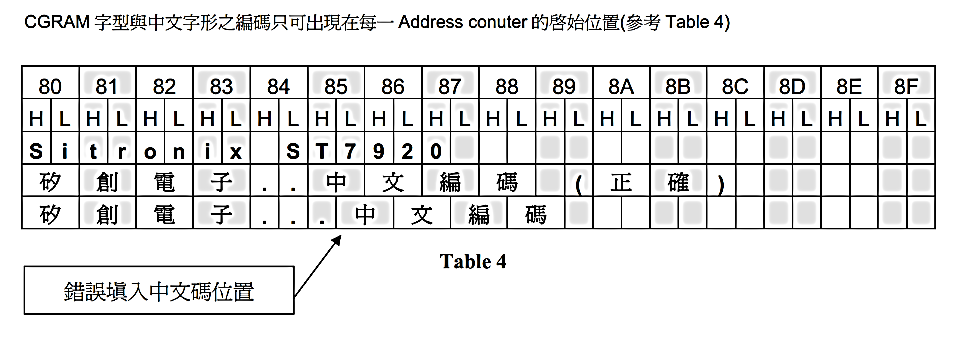 CGRAM 字型與中文字形之編碼只可出現在每一 Address conuter 的啓始位置(參考 Table 4)
80 81 82 83 84 85 86 87 88 89 8A 8B 8C 8D 8E 8F
H L H L H L H L H L H L H L H L H L H L H L H L H L H L H L H L
S i t r o n i x S T 7 9 2 0
矽 創 電 子 . . 中 文 編 碼 ( 正 確 )
矽 創 電 子 . . . 中 文 編 碼
Table 4
錯誤填入中文碼位置